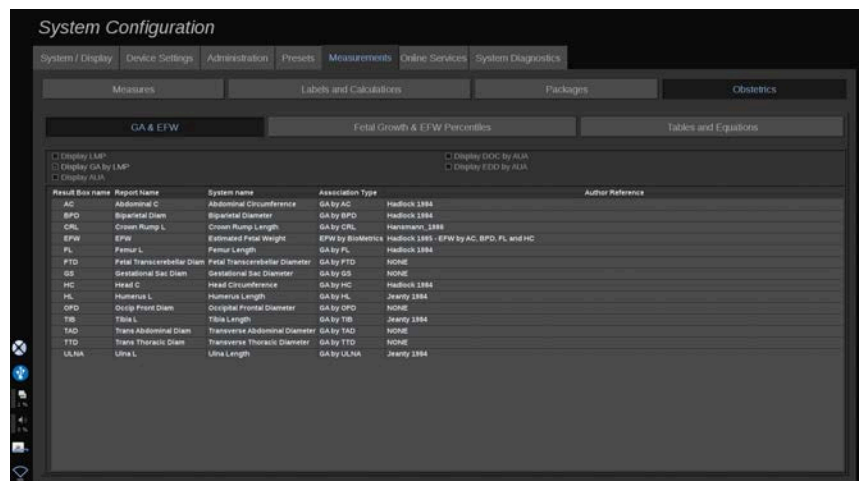 System Configuration
System / Display Device Settings Administration Presets Measurements Online Services System Diagnostics
Measures Labels and Calculations Packages Obstetrics
GA & EFW Fetal Growth & EFW Percentiles Tables and Equations
Display LMP Display DOC by AUA
Display GA by LMP Display EDD by AUA
Display AUA
Result Box name Report Name System name Association Type Author Reference
AC Abdominal C Abdominal Circumference GA by AC Hadlock 1984
BPD Biparietal Diam Biparietal Diameter GA by BPD Hadlock 1984
CRL Crown Rump L Crown Rump Length GA by CRL Hansmann_1986
EFW EFW Estimated Fetal Weight EFW by BioMetrics Hadlock 1985 - EFW by AC, BPD, FL and HC
FL Femur L Femur Length GA by FL Hadlock 1984
FTD Fetal Transcerebellar Diam Fetal Transcerebellar Diameter GA by FTD NONE
GS Gestational Sac Diam Gestational Sac Diameter GA by GS NONE
HC Head C Head Circumference GA by HC Hadlock 1984
HL Humerus L Humerus Length GA by HL Jeanty 1984
OFD Occip Front Diam Occipital Frontal Diameter GA by OFD NONE
TIB Tibia L Tibia Length GA by TIB Jeanty 1984
TAD Trans Abdominal Diam Transverse Abdominal Diameter GA by TAD NONE
TTD Trans Thoracic Diam Transverse Thoracic Diameter GA by TTD NONE
ULNA Ulna L Ulna Length GA by ULNA Jeanty 1984